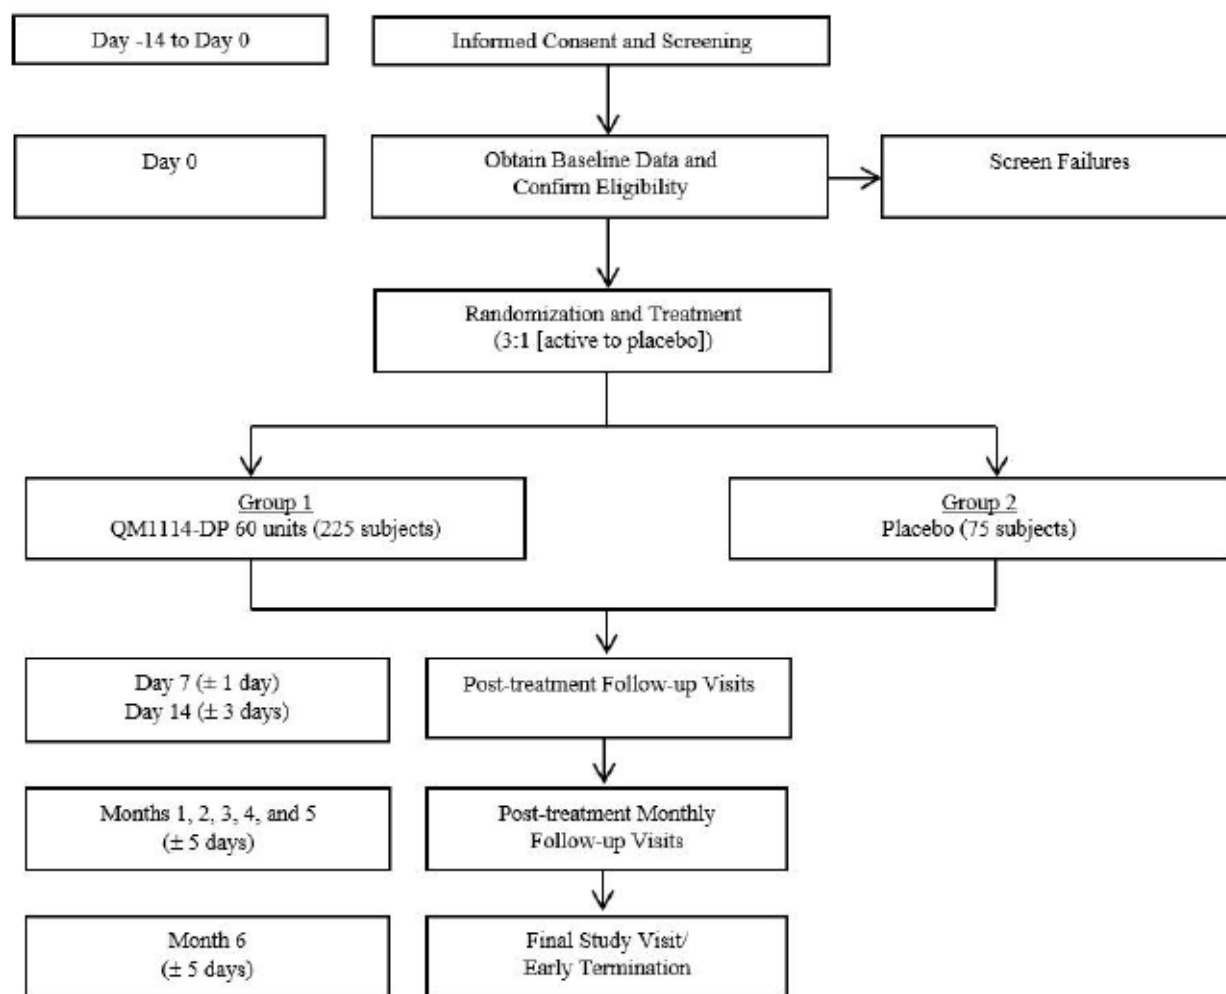 Day -14 to Day 0
Informed Consent and Screening
Day 0
Obtain Baseline Data and
Confirm Eligibility
Screen Failures
Randomization and Treatment
(3:1 [active to placebo])
Group 1
QM1114-DP 60 units (225 subjects)
Group 2
Placebo (75 subjects)
Day 7 (± 1 day)
Day 14 (± 3 days)
Post-treatment Follow-up Visits
Months 1, 2, 3, 4, and 5
(± 5 days)
Post-treatment Monthly
Follow-up Visits
Month 6
(± 5 days)
Final Study Visit/
Early Termination